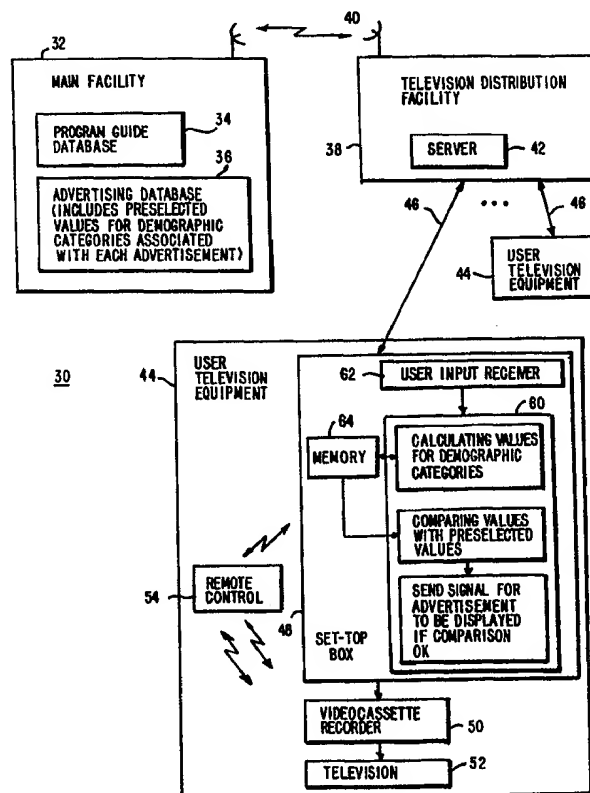 40
32
MAIN FACILITY
PROGRAN GUIDE
DATABASE
34
36
ADVERTISING DATABASE
(INCLUDES PRESELECTED
VALUES FOR DEMOGRAPHIC
CATEGORIES ASSOCIATED
WITH EACH ADVERTISEMENT)
TELEVISION DISTRIBUTION
FACILITY
38
SERVER
42
46
46
44
USER
TELEVISION
EQUIPMENT
30
44
USER
TELEVISION
EQUIPMENT
62
USER INPUT RECEIVER
60
64
MEMORY
CALCULATING VALUES
FOR DEMOGRAPHIC
CATEGORIES
COMPARING VALUES
WITH PRESELECTED
VALUES
SEND SIGNAL FOR
ADVERTISEMENT
TO BE DISPLAYED
IF COMPARISON
OK
REMOTE
CONTROL
54
48
SET-TOP
BOX
VIDEOCASSETTE
RECORDER
50
TELEVISION
52